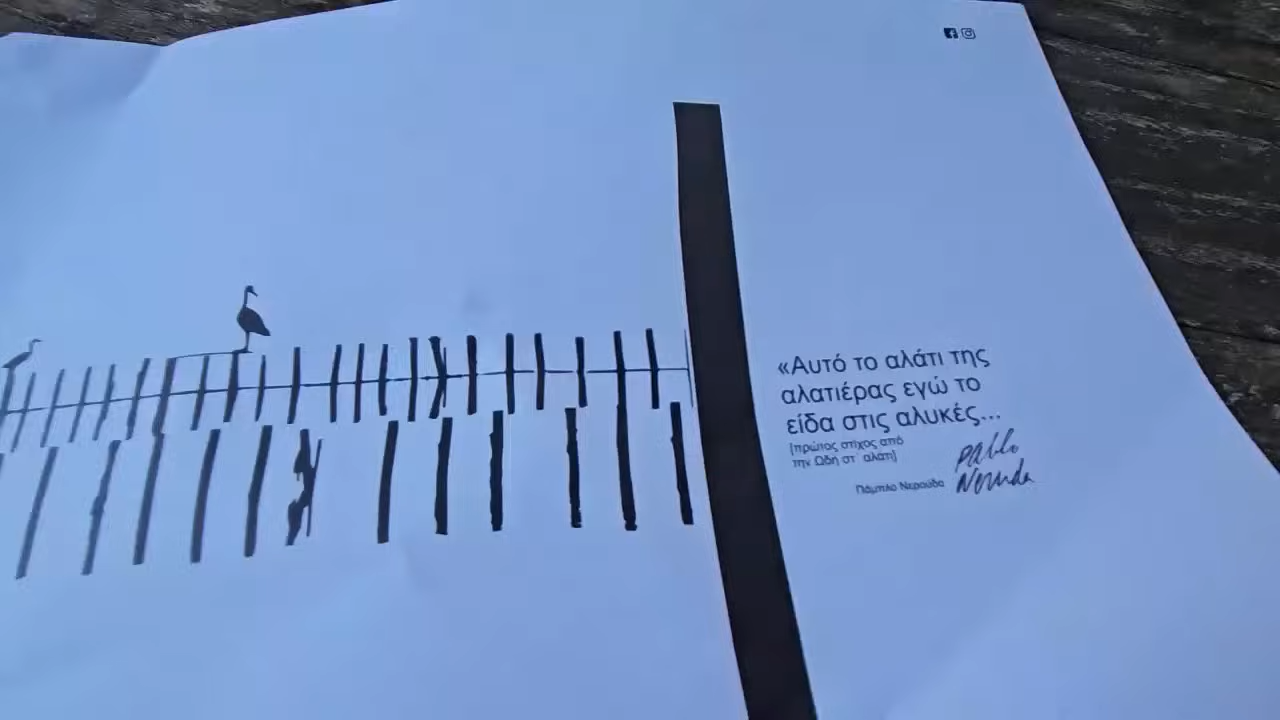 «Αυτό το αλάτι της
αλατιέρας εγώ το
είδα στις αλυκές...
[πρώτος στίχος από
την Ωδή στ' αλάτι]
Πάμπλο Νερούδα
Pablo
Neruda